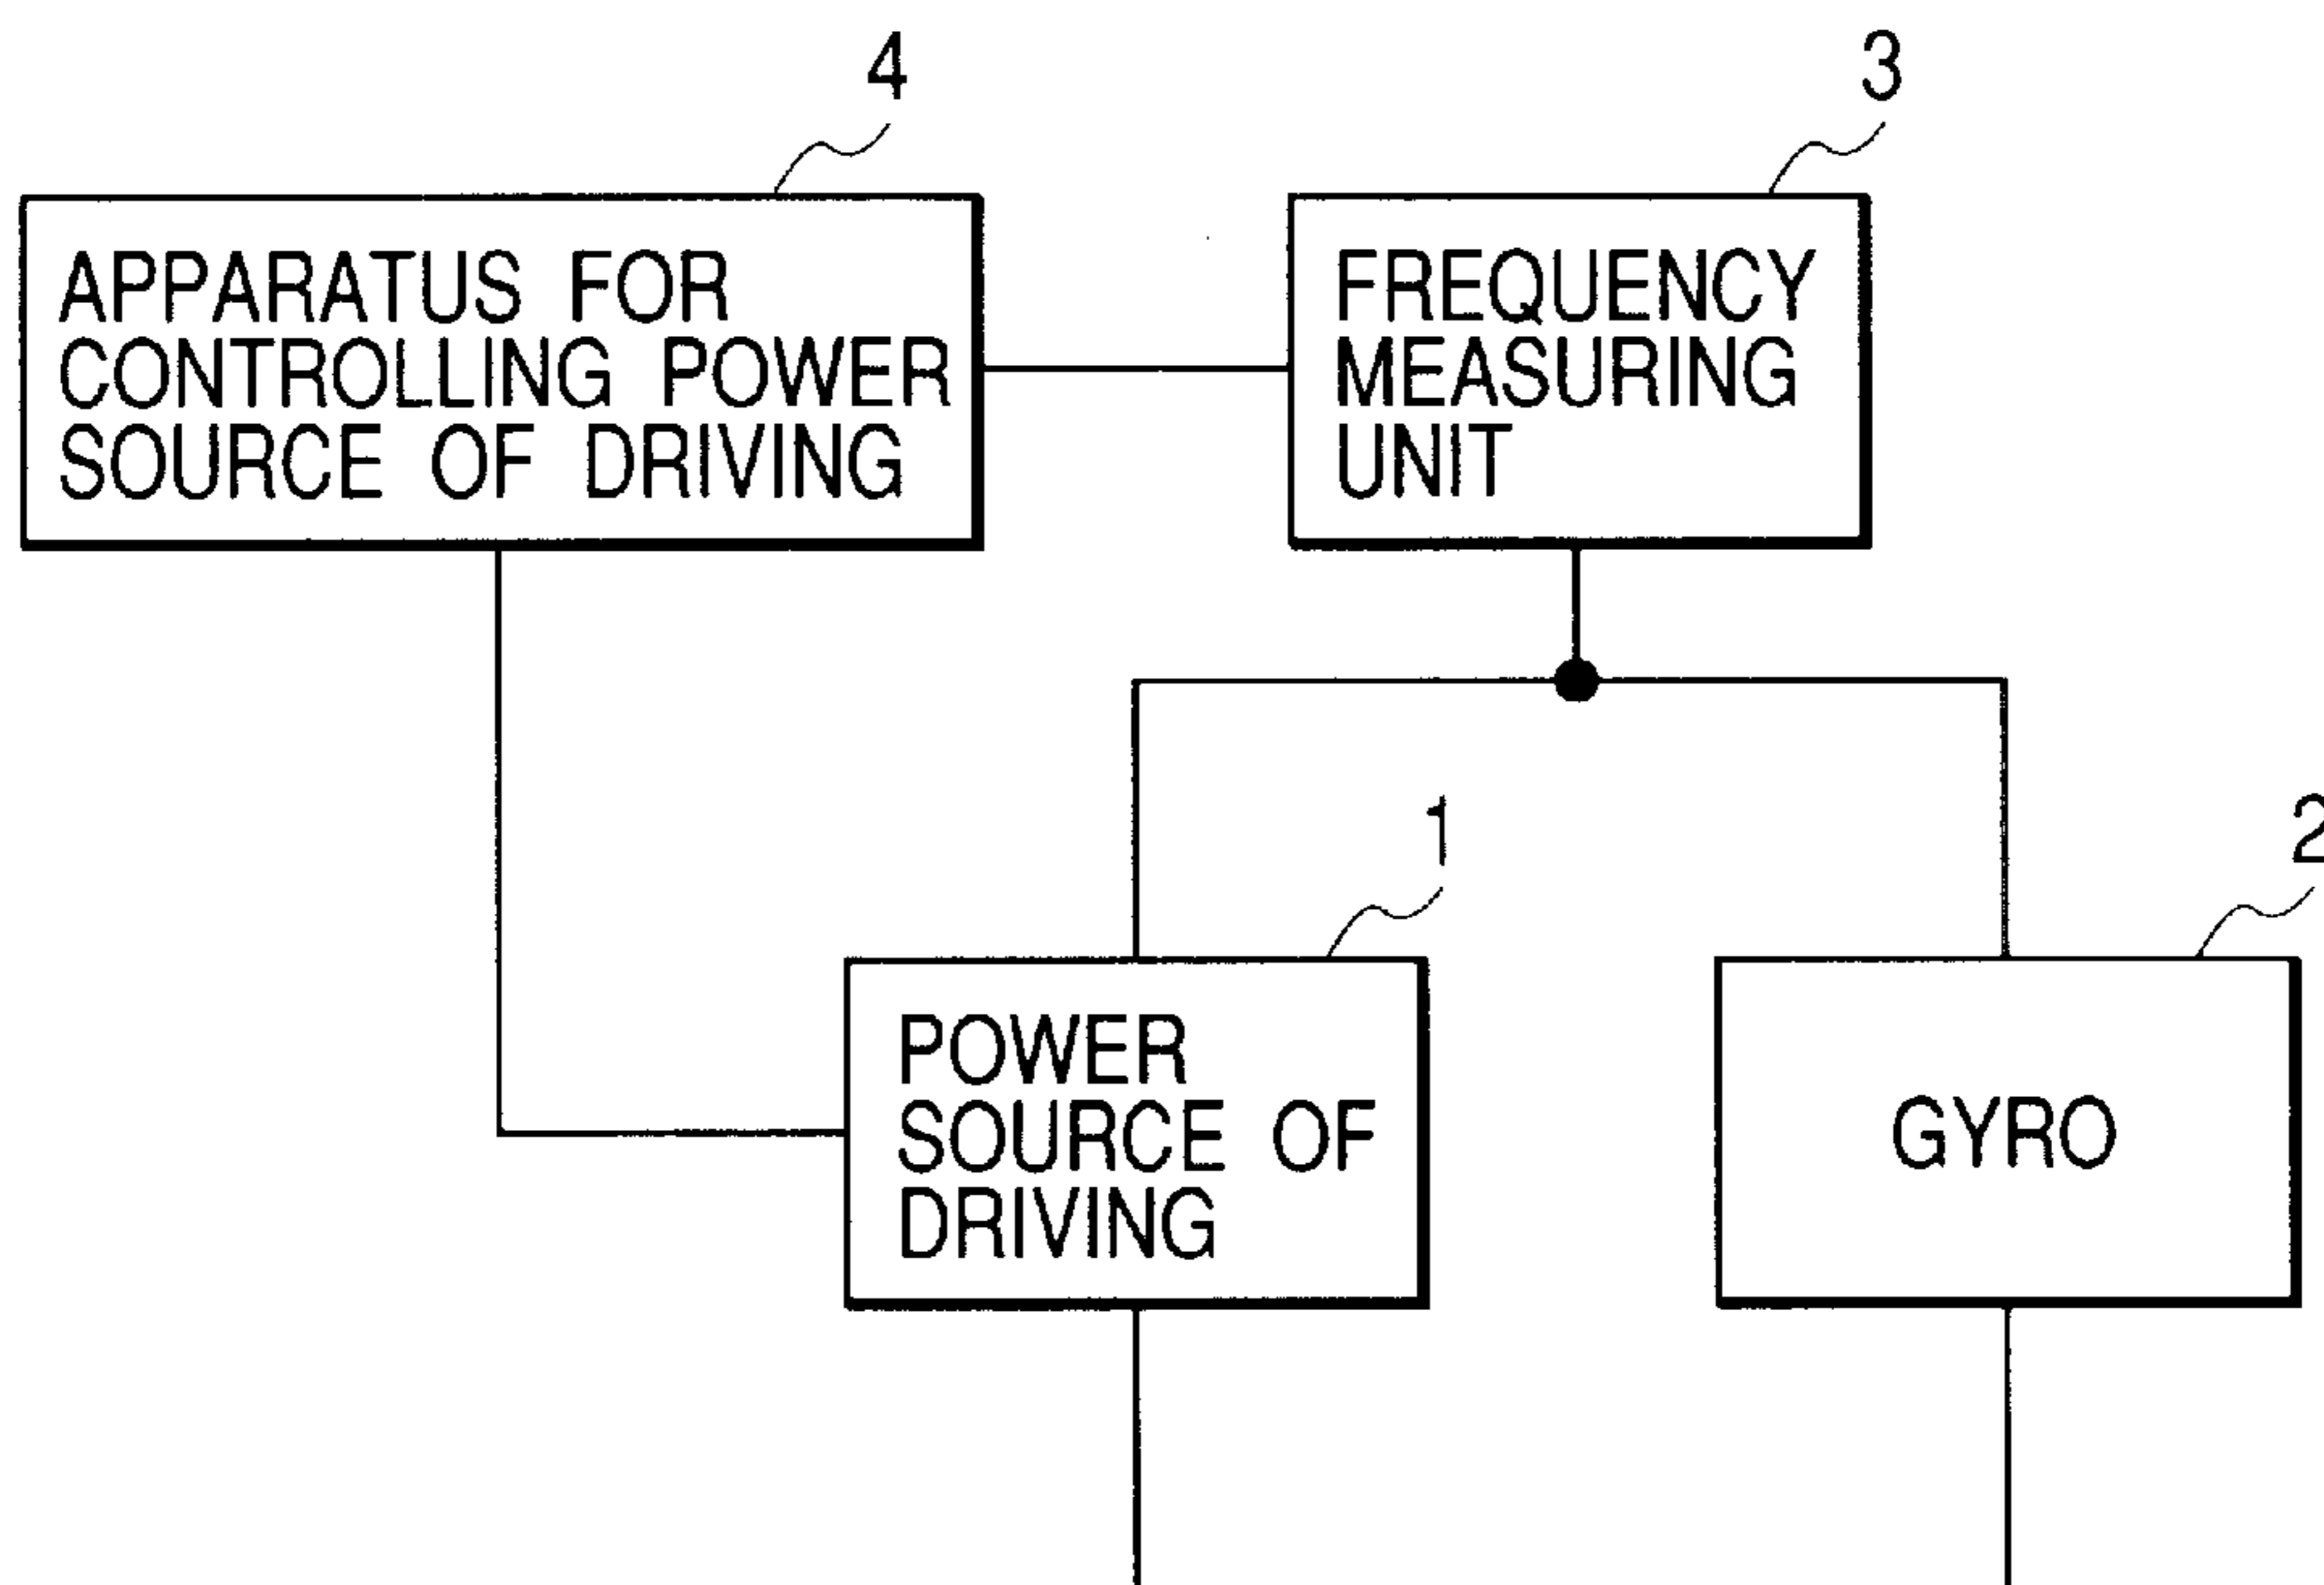 4
3
APPARATUS FOR
CONTROLLING POWER
SOURCE OF DRIVING
FREQUENCY
MEASURING
UNIT
1
2
POWER
SOURCE OF
DRIVING
GYRO